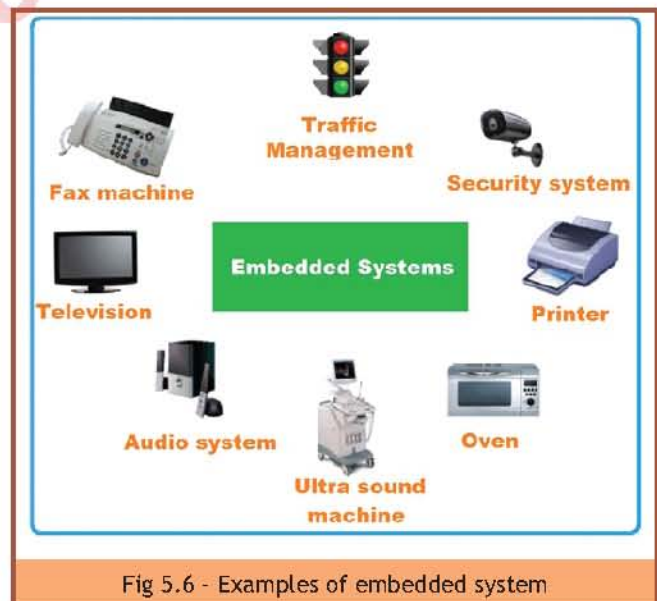 Traffic
Management
Fax machine
Security system
Embedded Systems
Television
Printer
Audio system
Oven
Ultra sound
machine
Fig 5.6 - Examples of embedded system